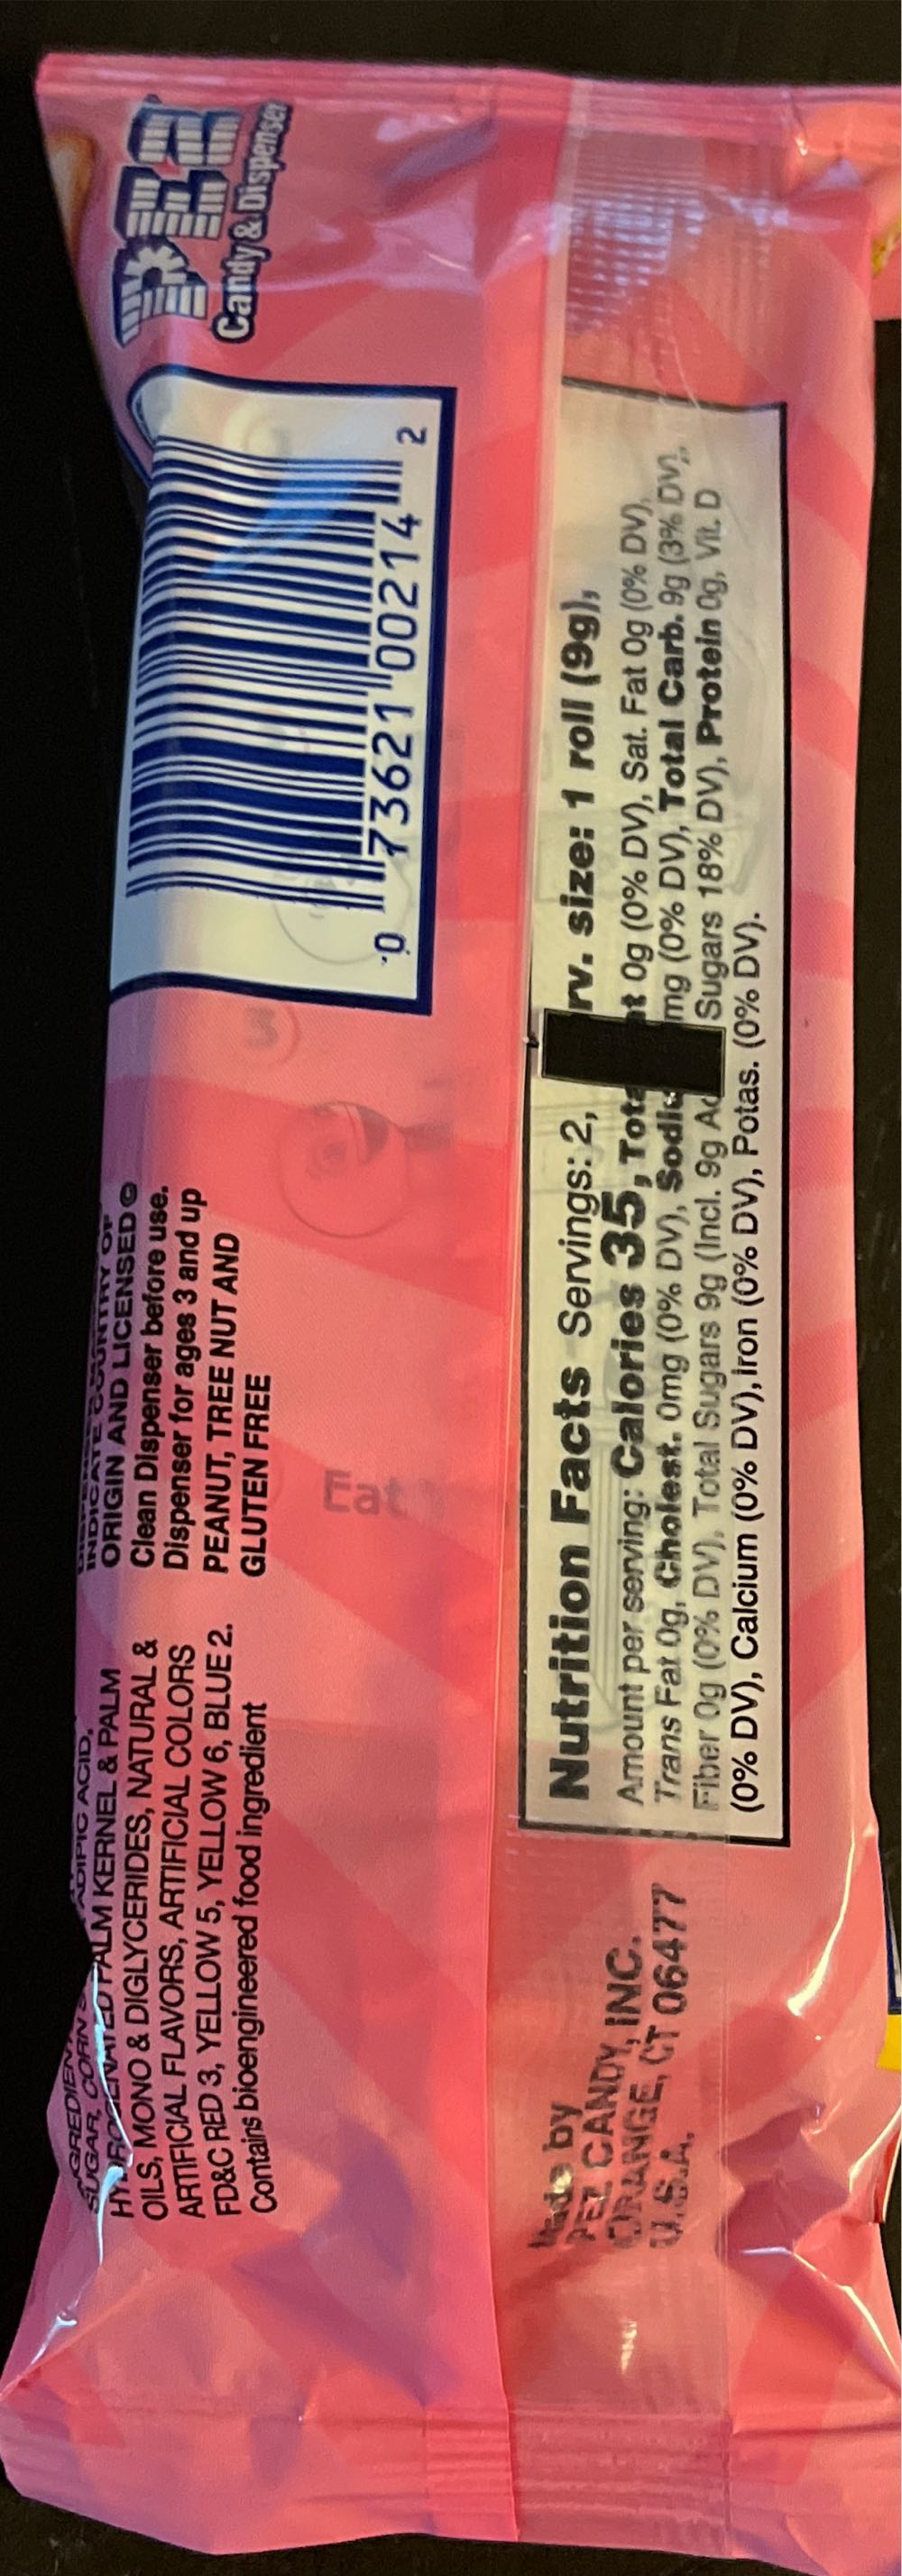 INGREDIENTS
SUGAR, CORN ADIPIC ACID,
HYDROGENATED PALM KERNEL & PALM
OILS, MONO & DIGLYCERIDES, NATURAL &
ARTIFICIAL FLAVORS, ARTIFICIAL COLORS
FD&C RED 3, YELLOW 5, YELLOW 6, BLUE 2.
Contains bioengineered food ingredient
INDICATE COUNTRY OF
ORIGIN AND LICENSED ©
Clean Dispenser before use.
Dispenser for ages 3 and up
PEANUT, TREE NUT AND
GLUTEN FREE
0 73621 00214 2
PEZ
Candy & Dispenser
Eat
Made by
PEZ CANDY, INC.
ORANGE, CT 06477
U.S.A.
Nutrition Facts Servings: 2, rv. size: 1 roll (9g),
Amount per serving: Calories 35, Tota t 0g (0% DV), Sat. Fat 0g (0% DV),
Trans Fat 0g, Cholest. 0mg (0% DV), Sodiu mg (0% DV), Total Carb. 9g (3% DV),
Fiber 0g (0% DV), Total Sugars 9g (Incl. 9g Ad Sugars 18% DV), Protein 0g, Vit. D
(0% DV), Calcium (0% DV), iron (0% DV), Potas. (0% DV).